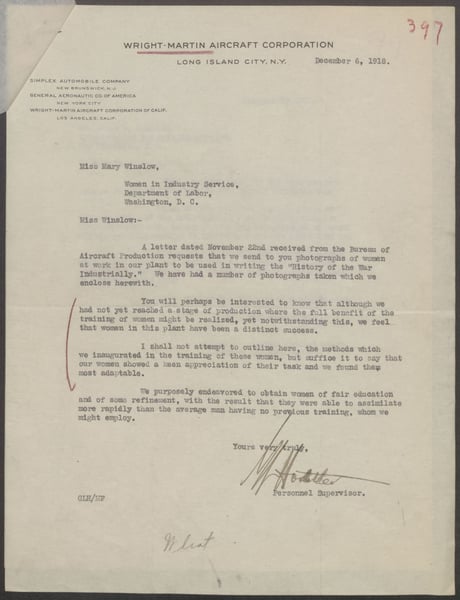 397
WRIGHT-MARTIN AIRCRAFT CORPORATION
LONG ISLAND CITY, N.Y.
December 6, 1918.
SIMPLEX AUTOMOBILE COMPANY
NEW BRUNSWICK, N.J.
GENERAL AERONAUTIC CO. OF AMERICA
NEW YORK CITY
WRIGHT-MARTIN AIRCRAFT CORPORATION OF CALIF.
LOS ANGELES, CALIF.
Miss Mary Winslow,
Women in Industry Service,
Department of Labor,
Washington, D. C.
Miss Winslow:-
A letter dated November 22nd received from the Bureau of
Aircraft Production requests that we send to you photographs of women
at work in our plant to be used in writing the "History of the War
Industrially." We have had a number of photographs taken which we
enclose herewith.
You will perhaps be interested to know that although we
had not yet reached a stage of production where the full benefit of the
training of women might be realized, yet notwithstanding this, we feel
that women in this plant have been a distinct success.
I shall not attempt to outline here, the methods which
we inaugurated in the training of these women, but suffice it to say that
our women showed a keen appreciation of their task and we found them
most adaptable.
We purposely endeavored to obtain women of fair education
and of some refinement, with the result that they were able to assimilate
more rapidly than the average man having no previous training, whom we
might employ.
Yours very truly,
Personnel Supervisor.
GLH/MF
What